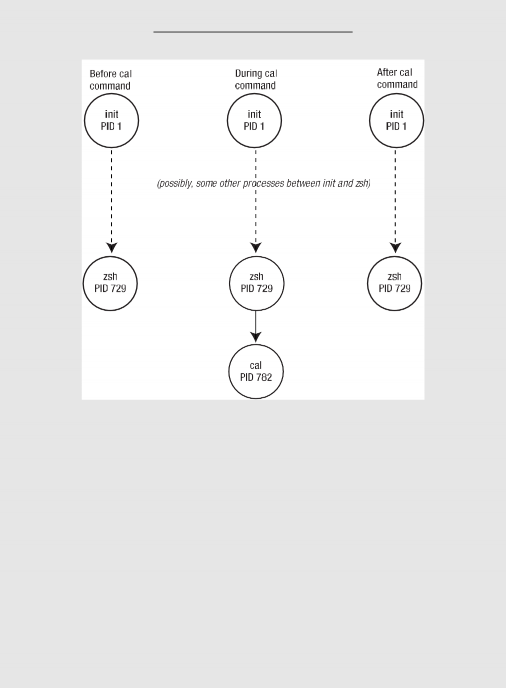 Before cal
command
During cal
command
After cal
command
init
PID 1
init
PID 1
init
PID 1
(possibly, some other processes between init and zsh)
zsh
PID 729
zsh
PID 729
zsh
PID 729
cal
PID 782